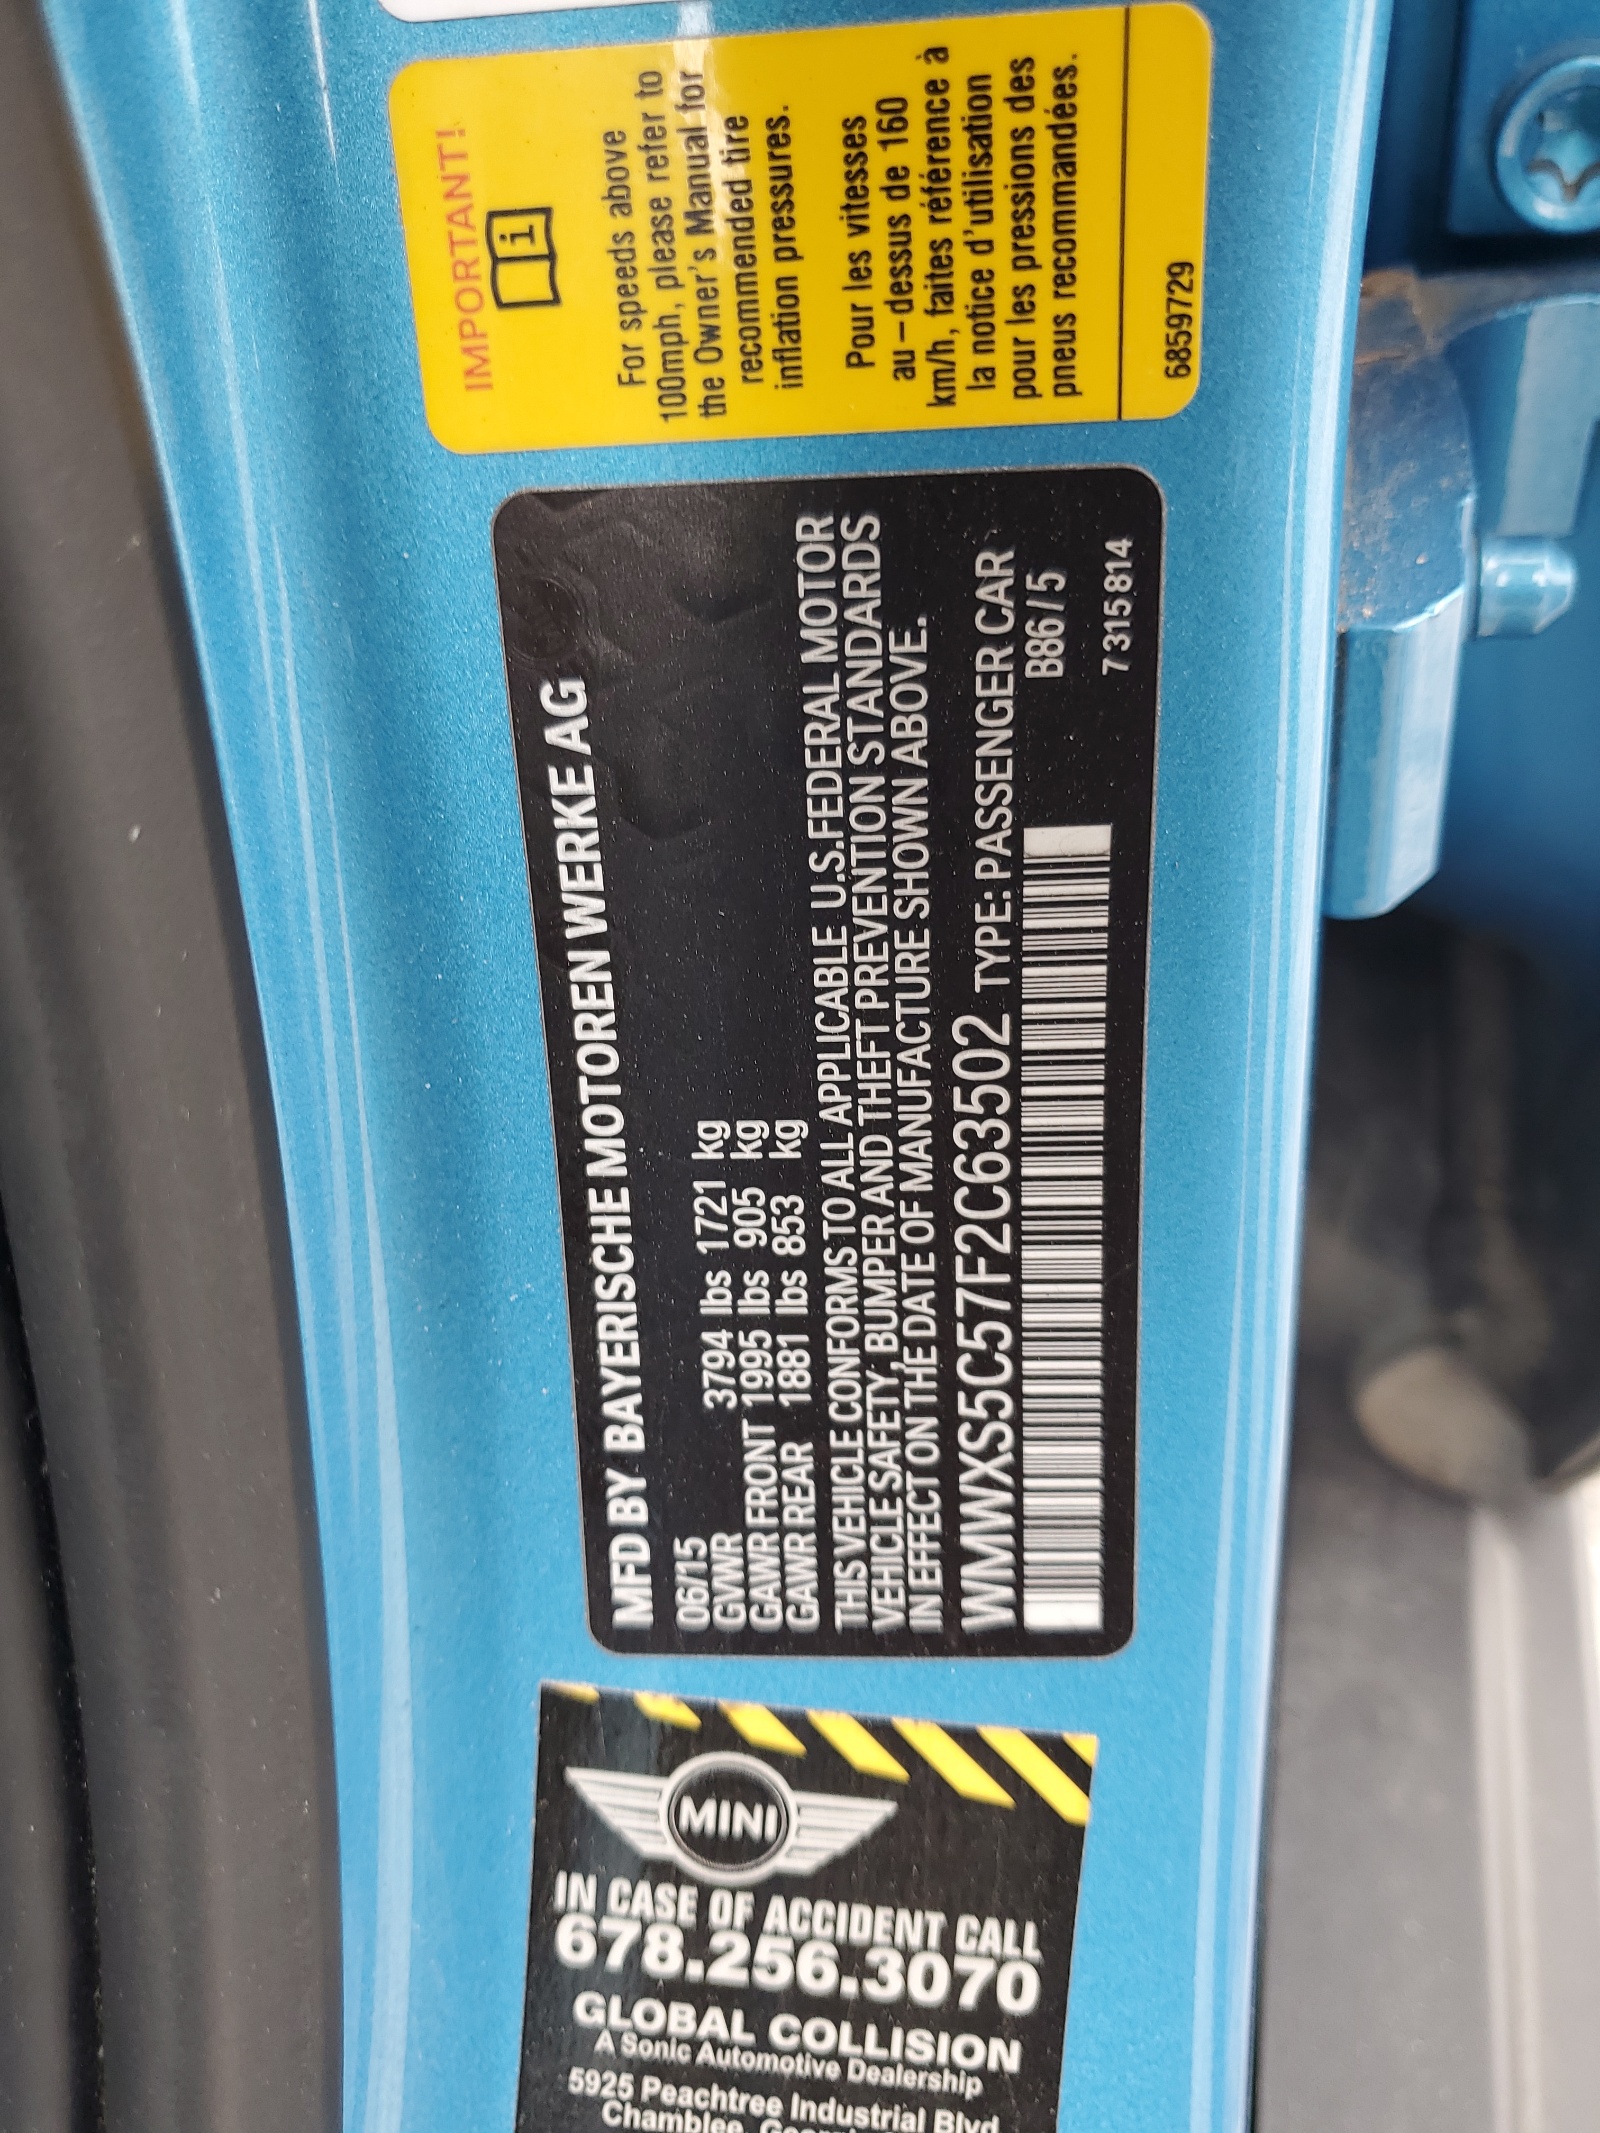 IMPORTANT!
i
For speeds above
100mph, please refer to
the Owner's Manual for
recommended tire
inflation pressures.
Pour les vitesses
au-dessus de 160
km/h, faites référence à
la notice d'utilisation
pour les pressions des
pneus recommandées.
68597729
MFD BY BAYERISCHE MOTOREN WERKE AG
06/15
GVWR 3794 lbs 1721 kg
GAWR FRONT 1995 lbs 905 kg
GAWR REAR 1881 lbs 853 kg
THIS VEHICLE CONFORMS TO ALL APPLICABLE U.S.FEDERAL MOTOR
VEHICLE SAFETY, BUMPER AND THEFT PREVENTION STANDARDS
IN EFFECT ON THE DATE OF MANUFACTURE SHOWN ABOVE.
WMWXS5C57F2C63502 TYPE: PASSENGER CAR
B86/5
7315814
MINI
IN CASE OF ACCIDENT CALL
678.256.3070
GLOBAL COLLISION
A Sonic Automotive Dealership
5925 Peachtree Industrial Blvd
Chamblee,